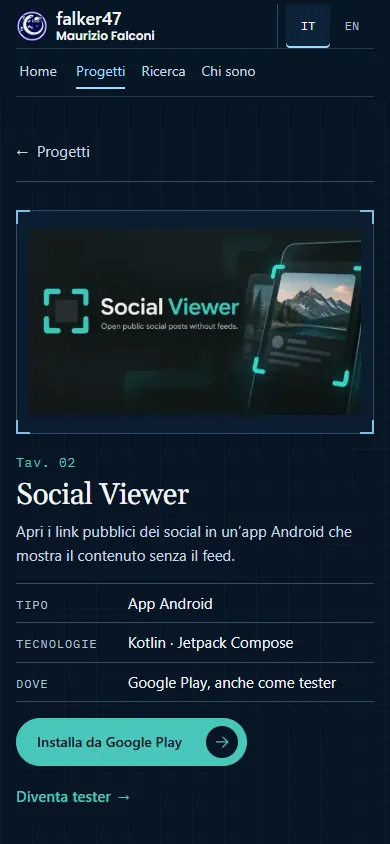 falker47
Maurizio Falconi
IT
EN
Home
Progetti
Ricerca
Chi sono
← Progetti
Social Viewer
Open public social posts without feeds.
Tav. 02
Social Viewer
Apri i link pubblici dei social in un’app Android che
mostra il contenuto senza il feed.
TIPO
App Android
TECNOLOGIE
Kotlin · Jetpack Compose
DOVE
Google Play, anche come tester
Installa da Google Play →
Diventa tester →